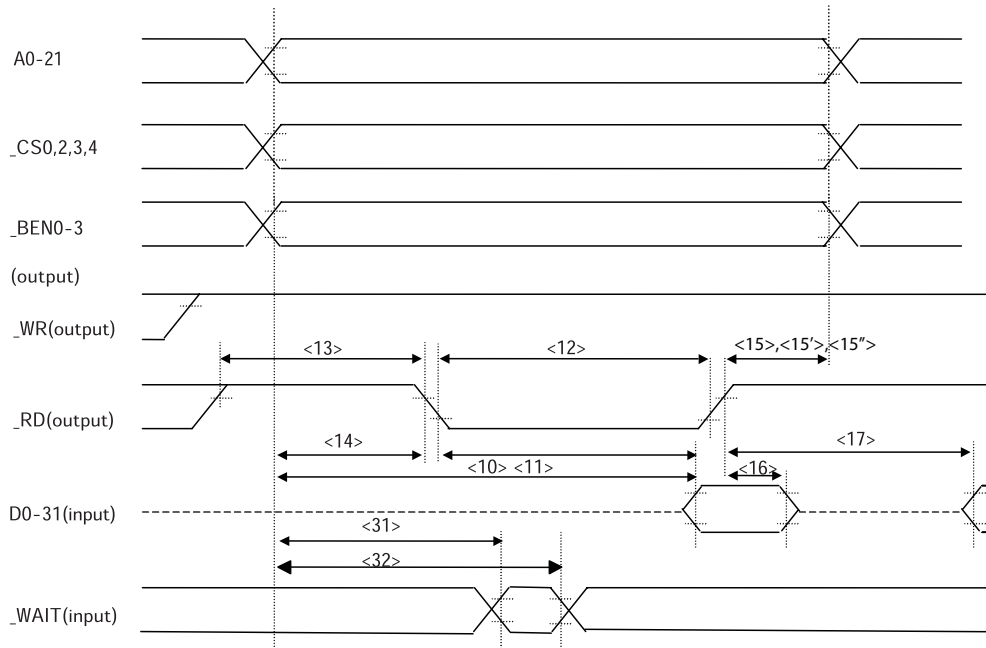 A0-21
_CS0,2,3,4
_BEN0-3
(output)
_WR(output)
<13>
<12>
<15>,<15'>,<15">
_RD(output)
<14>
<17>
<10> <11>
<16>
D0-31(input)
<31>
<32>
_WAIT(input)